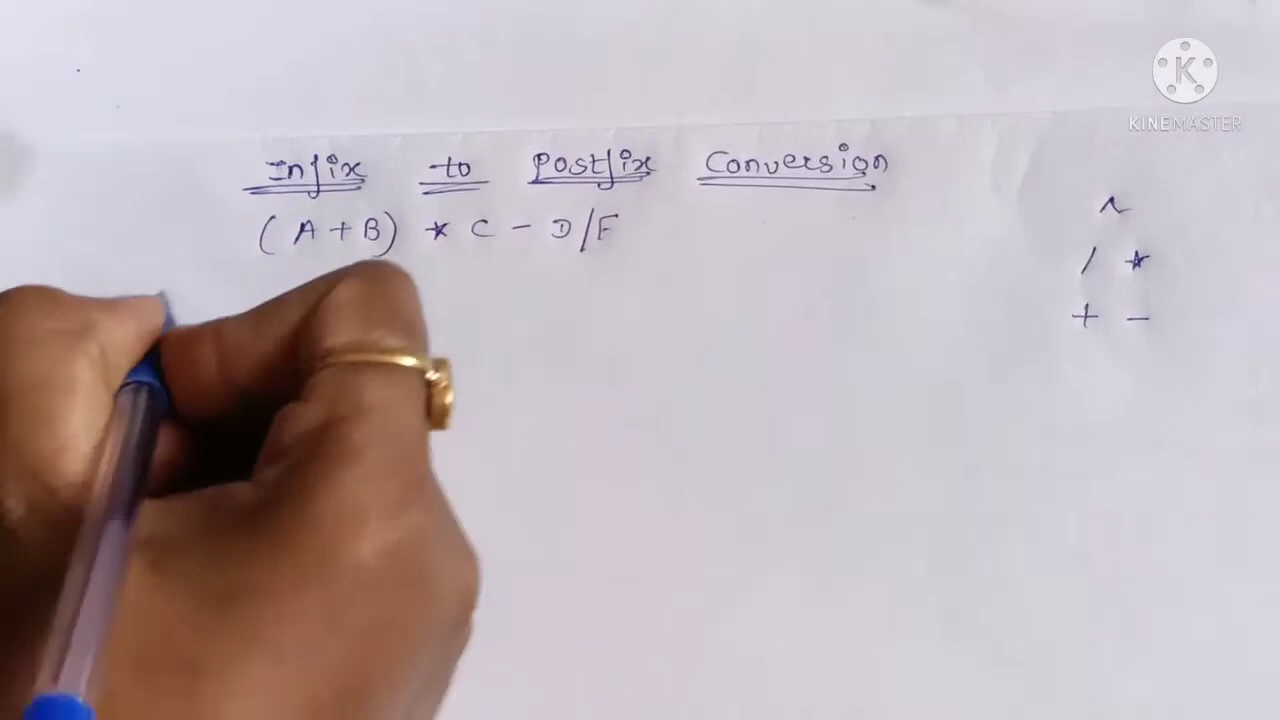 Infix to Postfix Conversion
(A + B) * C - D/F
^
/ *
+ -
K
KINEMASTER